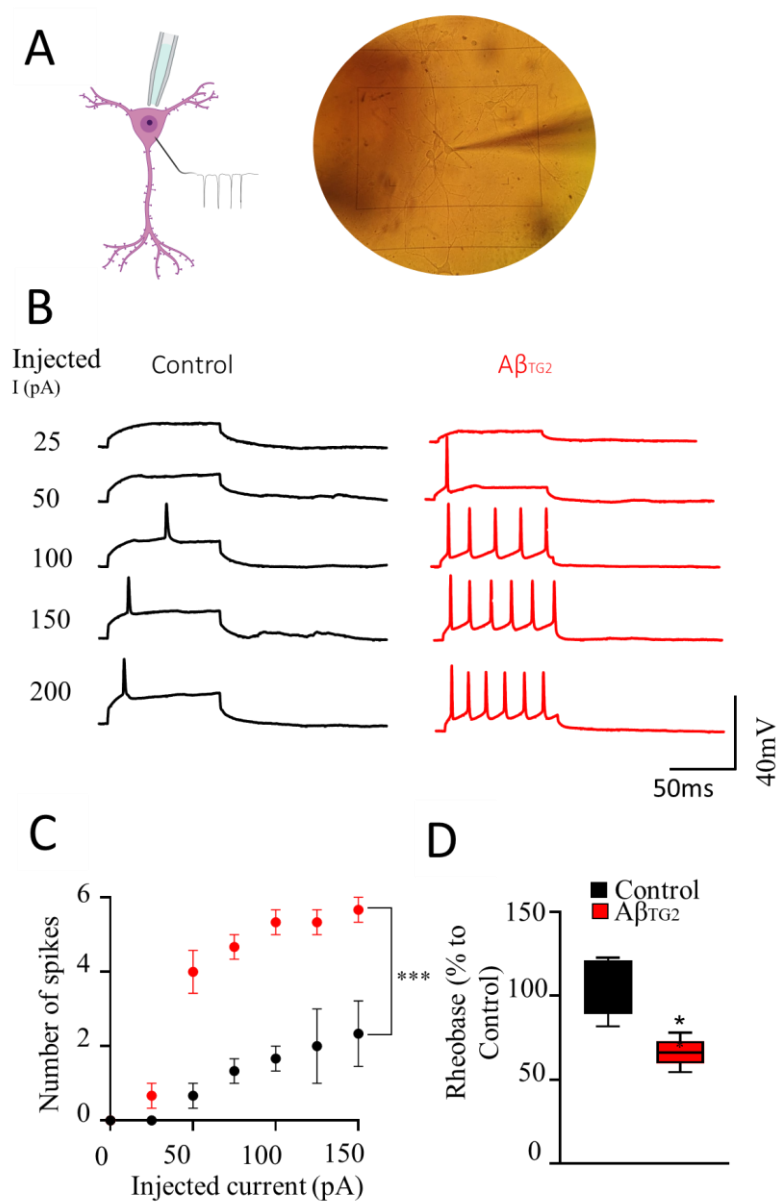 A
B
Injected
I (pA)
Control
AβTG2
25
50
100
150
200
40mV
50ms
C
Number of spikes
6
4
2
0
***
0
50
100
150
Injected current (pA)
D
Control
AβTG2
Rheobase (% to
Control)
150
100
50
0
*